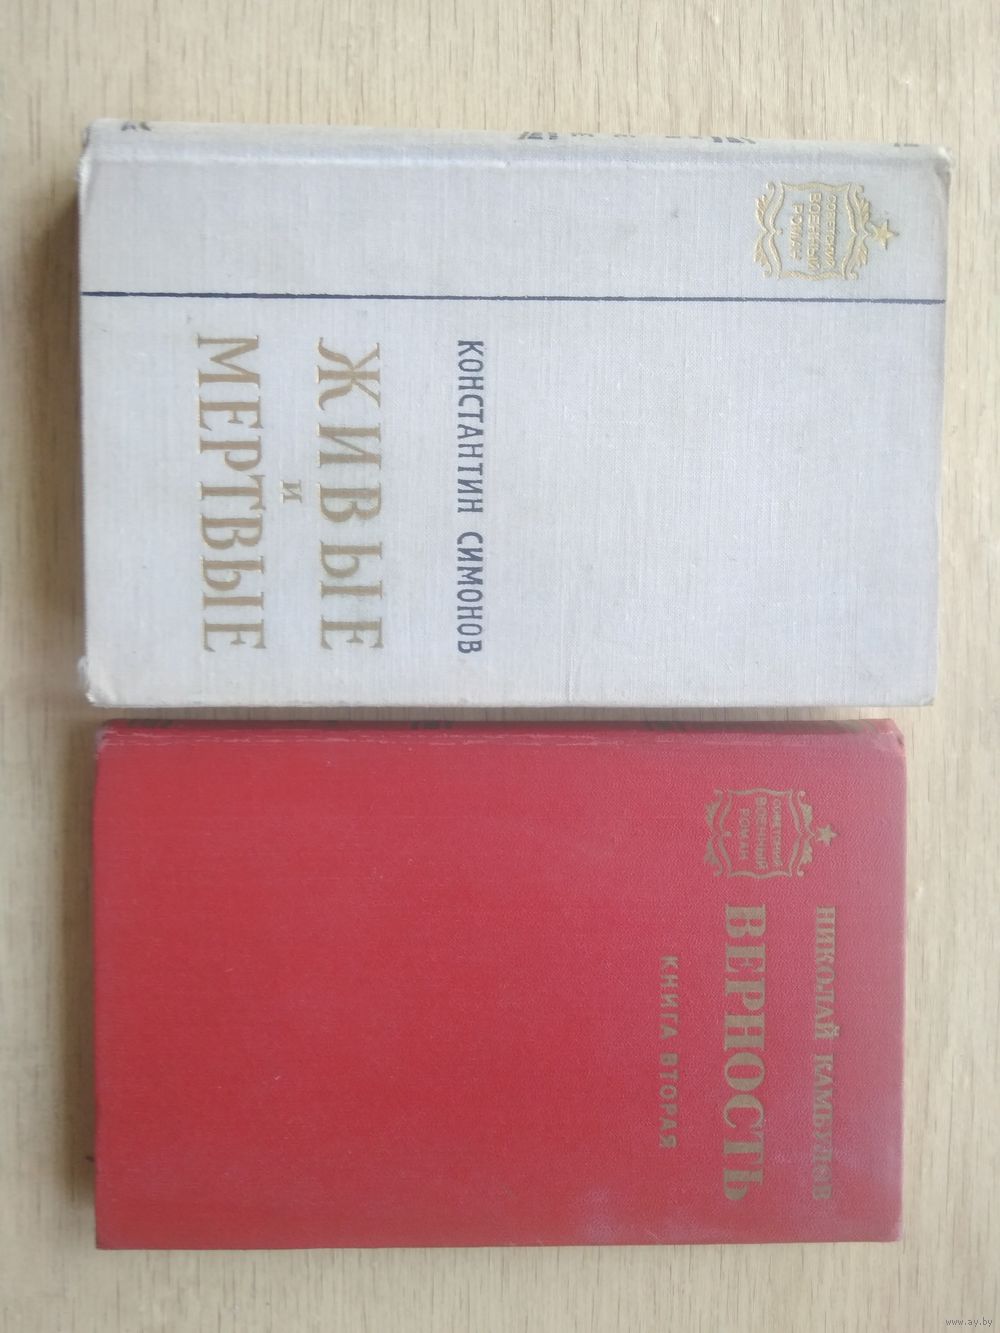 СОВЕТСКИЙ
ВОЕННЫЙ
РОМАН
КОНСТАНТИН СИМОНОВ
ЖИВЫЕ
И
МЕРТВЫЕ
СОВЕТСКИЙ
ВОЕННЫЙ
РОМАН
НИКОЛАЙ КАМБУЛОВ
ВЕРНОСТЬ
КНИГА ВТОРАЯ
www.ay.by